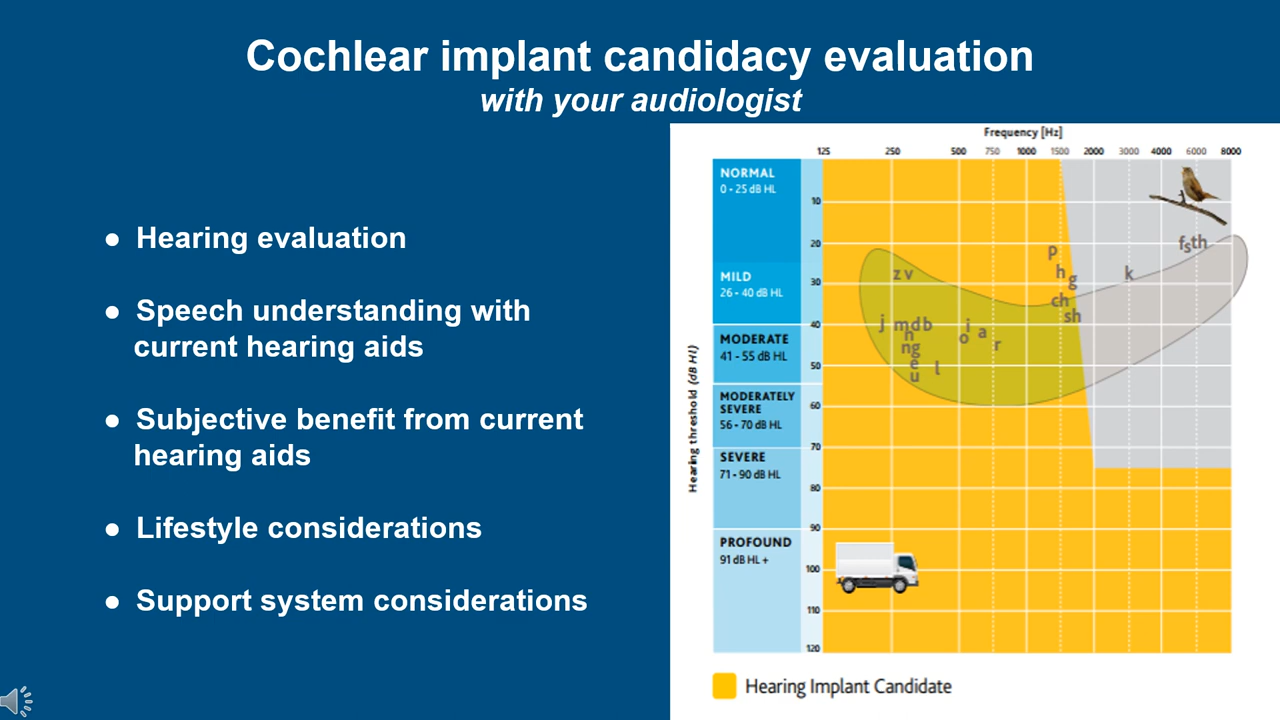 Cochlear implant candidacy evaluation
with your audiologist
● Hearing evaluation
● Speech understanding with
current hearing aids
● Subjective benefit from current
hearing aids
● Lifestyle considerations
● Support system considerations
Frequency [Hz]
125 250 500 750 1000 1500 2000 3000 4000 6000 8000
Hearing threshold (dB Hl)
NORMAL
0 - 25 dB HL
MILD
26 - 40 dB HL
MODERATE
41 - 55 dB HL
MODERATELY
SEVERE
56 - 70 dB HL
SEVERE
71 - 90 dB HL
PROFOUND
91 dB HL +
10
20
30
40
50
60
70
80
90
100
110
120
p f s th
z v h g k
ch
sh
j m d b i a
n o r
ng
e l
u
Hearing Implant Candidate